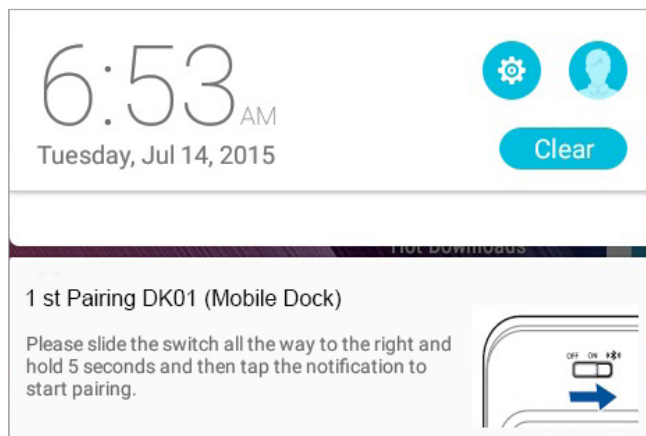 6:53 AM
Tuesday, Jul 14, 2015
Clear
Hot Downloads
1 st Pairing DK01 (Mobile Dock)
Please slide the switch all the way to the right and
hold 5 seconds and then tap the notification to
start pairing.
OFF ON